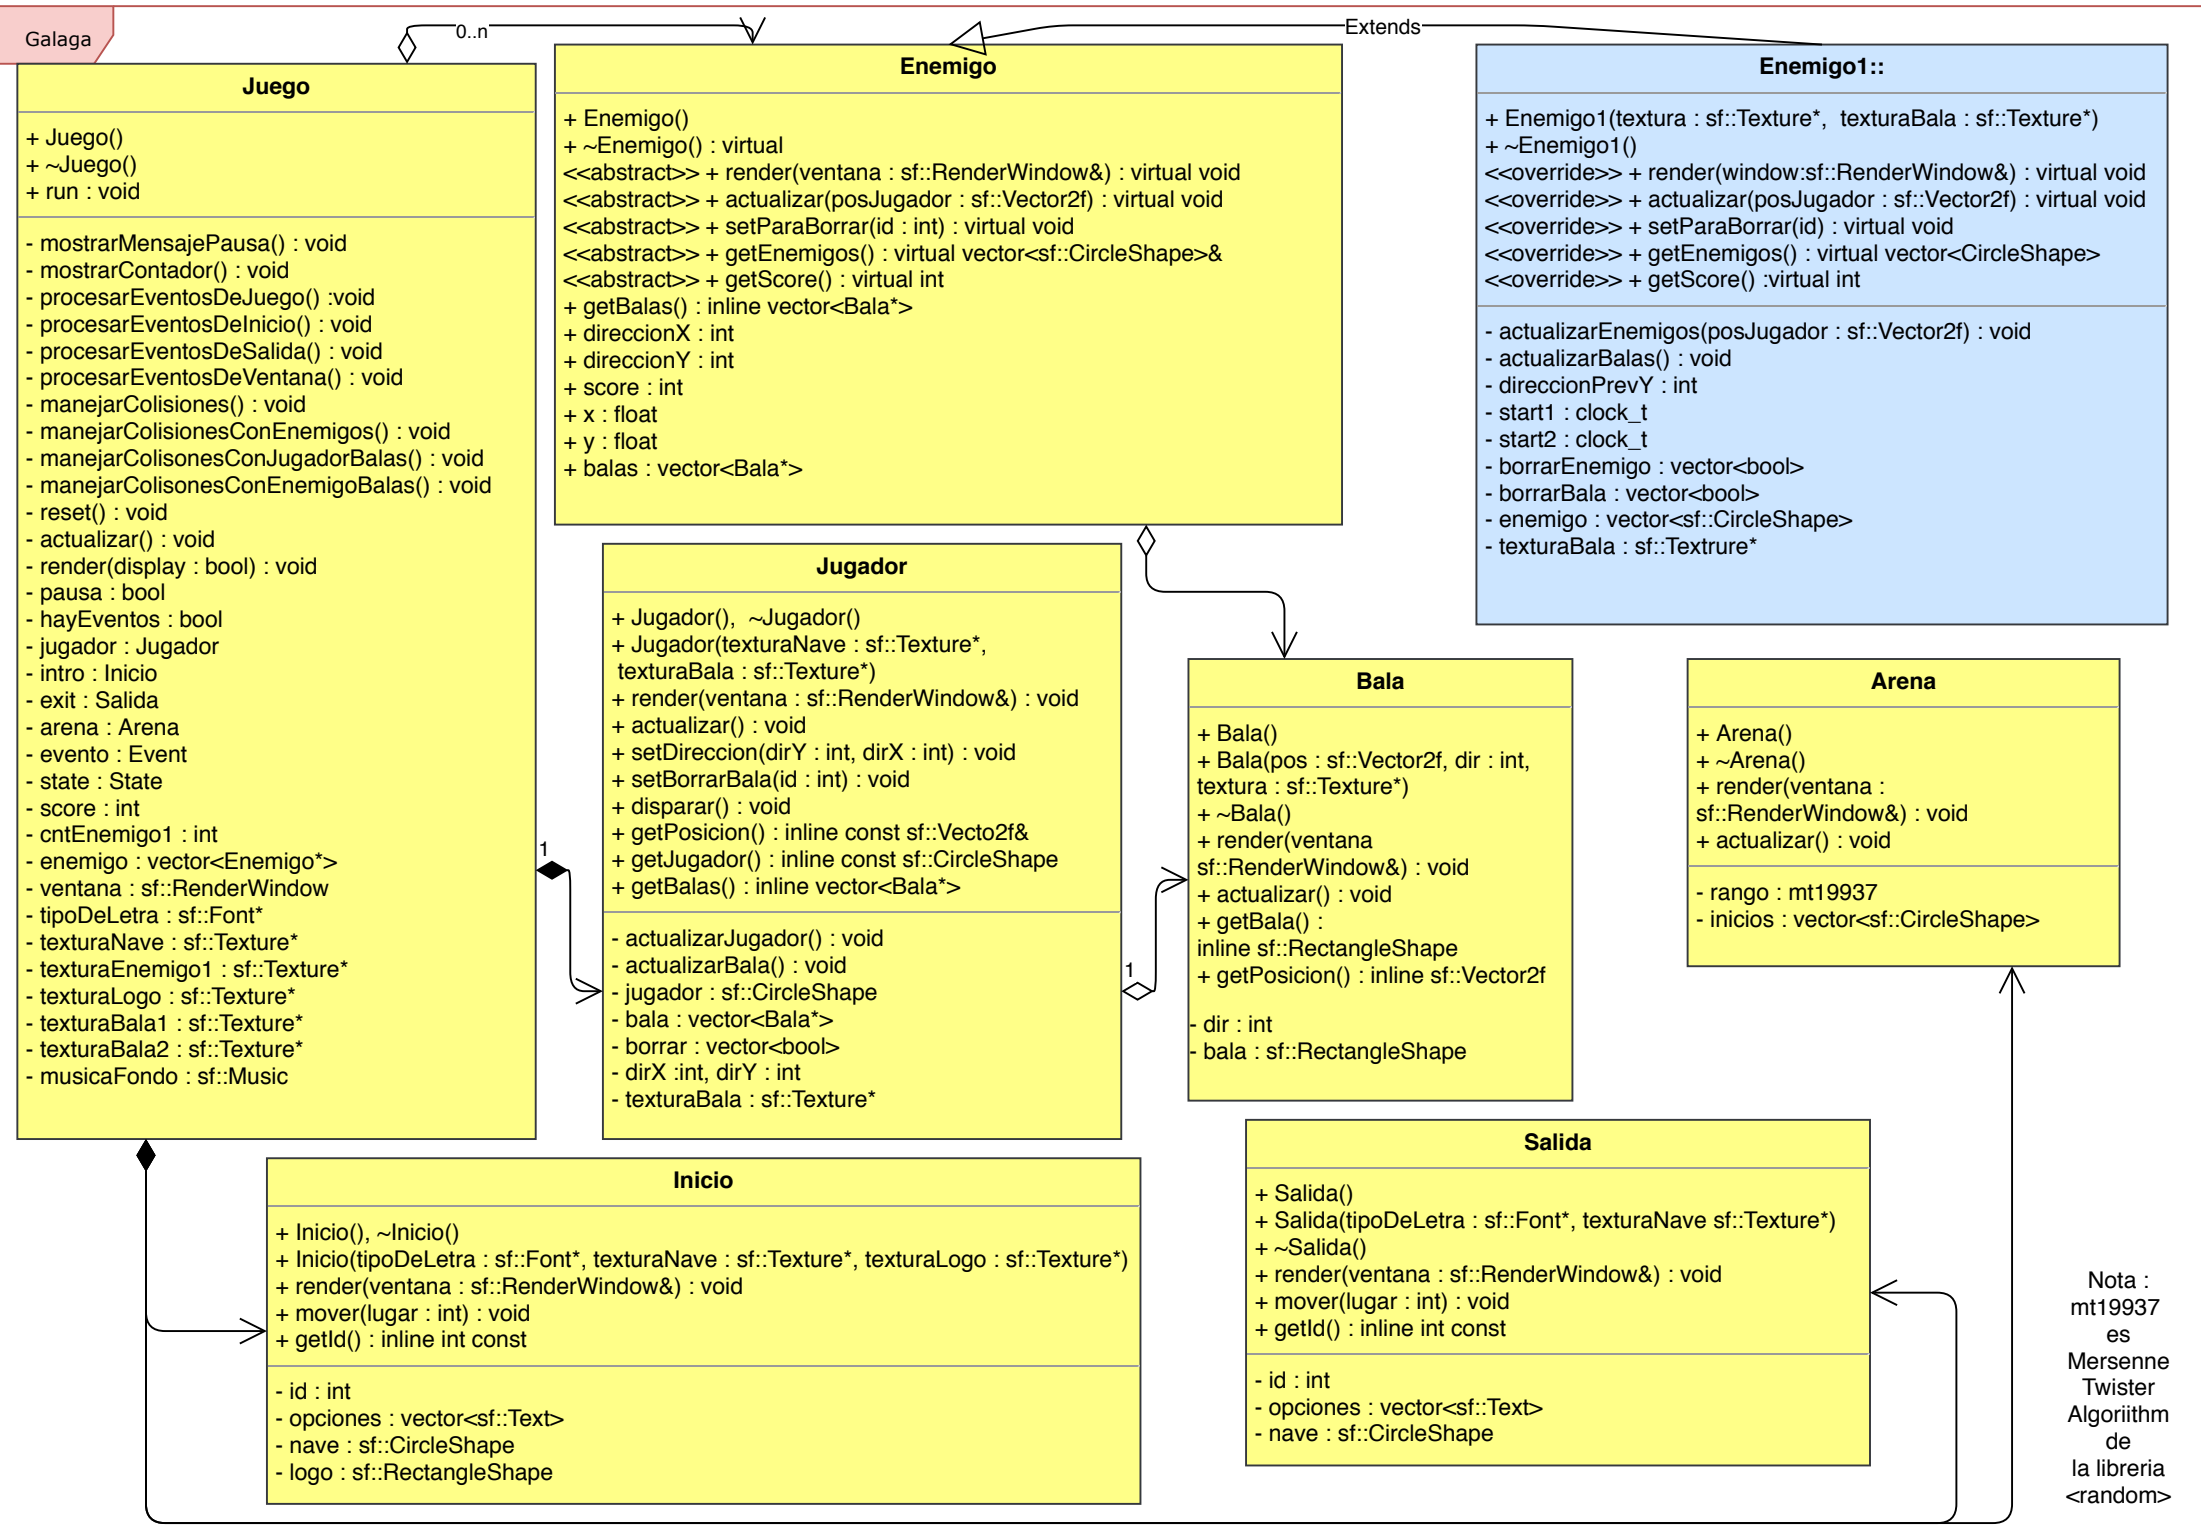 Galaga
0..n
Extends
Juego
+ Juego()
+ ~Juego()
+ run : void
- mostrarMensajePausa() : void
- mostrarContador() : void
- procesarEventosDeJuego() :void
- procesarEventosDeInicio() : void
- procesarEventosDeSalida() : void
- procesarEventosDeVentana() : void
- manejarColisiones() : void
- manejarColisionesConEnemigos() : void
- manejarColisonesConJugadorBalas() : void
- manejarColisonesConEnemigoBalas() : void
- reset() : void
- actualizar() : void
- render(display : bool) : void
- pausa : bool
- hayEventos : bool
- jugador : Jugador
- intro : Inicio
- exit : Salida
- arena : Arena
- evento : Event
- state : State
- score : int
- cntEnemigo1 : int
- enemigo : vector<Enemigo*>
- ventana : sf::RenderWindow
- tipoDeLetra : sf::Font*
- texturaNave : sf::Texture*
- texturaEnemigo1 : sf::Texture*
- texturaLogo : sf::Texture*
- texturaBala1 : sf::Texture*
- texturaBala2 : sf::Texture*
- musicaFondo : sf::Music
Enemigo
+ Enemigo()
+ ~Enemigo() : virtual
<<abstract>> + render(ventana : sf::RenderWindow&) : virtual void
<<abstract>> + actualizar(posJugador : sf::Vector2f) : virtual void
<<abstract>> + setParaBorrar(id : int) : virtual void
<<abstract>> + getEnemigos() : virtual vector<sf::CircleShape>&
<<abstract>> + getScore() : virtual int
+ getBalas() : inline vector<Bala*>
+ direccionX : int
+ direccionY : int
+ score : int
+ x : float
+ y : float
+ balas : vector<Bala*>
Enemigo1::
+ Enemigo1(textura : sf::Texture*,  texturaBala : sf::Texture*)
+ ~Enemigo1()
<<override>> + render(window:sf::RenderWindow&) : virtual void
<<override>> + actualizar(posJugador : sf::Vector2f) : virtual void
<<override>> + setParaBorrar(id) : virtual void
<<override>> + getEnemigos() : virtual vector<CircleShape>
<<override>> + getScore() :virtual int
- actualizarEnemigos(posJugador : sf::Vector2f) : void
- actualizarBalas() : void
- direccionPrevY : int
- start1 : clock_t
- start2 : clock_t
- borrarEnemigo : vector<bool>
- borrarBala : vector<bool>
- enemigo : vector<sf::CircleShape>
- texturaBala : sf::Textrure*
Jugador
+ Jugador(),  ~Jugador()
+ Jugador(texturaNave : sf::Texture*,
texturaBala : sf::Texture*)
+ render(ventana : sf::RenderWindow&) : void
+ actualizar() : void
+ setDireccion(dirY : int, dirX : int) : void
+ setBorrarBala(id : int) : void
+ disparar() : void
+ getPosicion() : inline const sf::Vecto2f&
+ getJugador() : inline const sf::CircleShape
+ getBalas() : inline vector<Bala*>
- actualizarJugador() : void
- actualizarBala() : void
- jugador : sf::CircleShape
- bala : vector<Bala*>
- borrar : vector<bool>
- dirX :int, dirY : int
- texturaBala : sf::Texture*
1
1
Bala
+ Bala()
+ Bala(pos : sf::Vector2f, dir : int,
textura : sf::Texture*)
+ ~Bala()
+ render(ventana
sf::RenderWindow&) : void
+ actualizar() : void
+ getBala() :
inline sf::RectangleShape
+ getPosicion() : inline sf::Vector2f
- dir : int
- bala : sf::RectangleShape
Arena
+ Arena()
+ ~Arena()
+ render(ventana :
sf::RenderWindow&) : void
+ actualizar() : void
- rango : mt19937
- inicios : vector<sf::CircleShape>
Inicio
+ Inicio(), ~Inicio()
+ Inicio(tipoDeLetra : sf::Font*, texturaNave : sf::Texture*, texturaLogo : sf::Texture*)
+ render(ventana : sf::RenderWindow&) : void
+ mover(lugar : int) : void
+ getId() : inline int const
- id : int
- opciones : vector<sf::Text>
- nave : sf::CircleShape
- logo : sf::RectangleShape
Salida
+ Salida()
+ Salida(tipoDeLetra : sf::Font*, texturaNave sf::Texture*)
+ ~Salida()
+ render(ventana : sf::RenderWindow&) : void
+ mover(lugar : int) : void
+ getId() : inline int const
- id : int
- opciones : vector<sf::Text>
- nave : sf::CircleShape
Nota :
mt19937
es
Mersenne
Twister
Algoriithm
de
la libreria
<random>